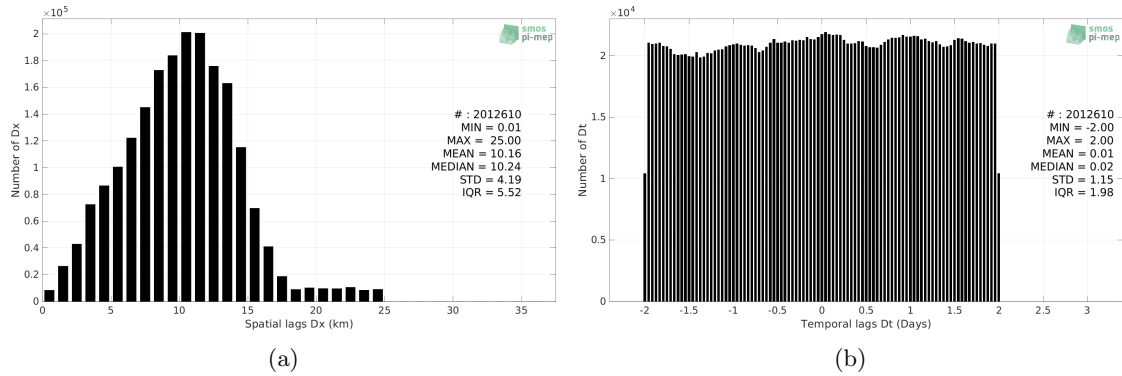 ×10⁵
2
1.8
1.6
1.4
1.2
1
0.8
0.6
0.4
0.2
0
Number of Dx
0 5 10 15 20 25 30 35
Spatial lags Dx (km)
smos
pi-mep
# : 2012610
MIN = 0.01
MAX = 25.00
MEAN = 10.16
MEDIAN = 10.24
STD = 4.19
IQR = 5.52
(a)
×10⁴
2
1.5
1
0.5
0
Number of Dt
-2 -1.5 -1 -0.5 0 0.5 1 1.5 2 2.5 3
Temporal lags Dt (Days)
smos
pi-mep
# : 2012610
MIN = -2.00
MAX = 2.00
MEAN = 0.01
MEDIAN = 0.02
STD = 1.15
IQR = 1.98
(b)